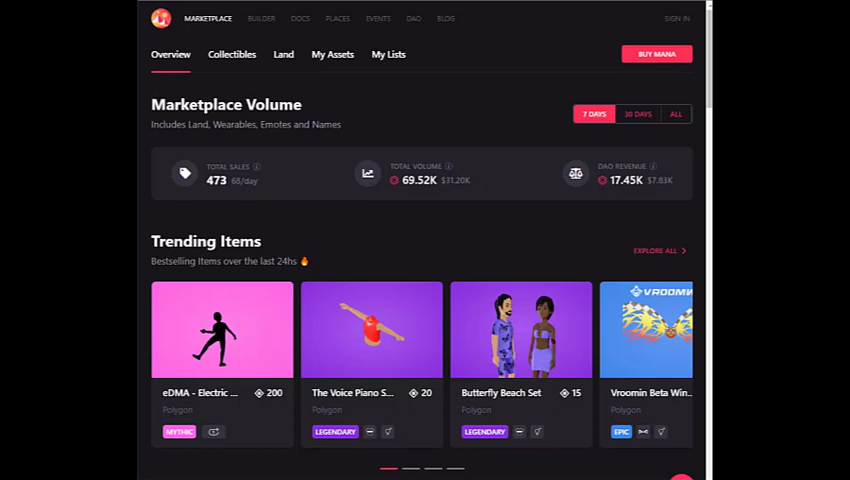 MARKETPLACE BUILDER DOCS PLACES EVENTS DAO BLOG SIGN IN
Overview Collectibles Land My Assets My Lists BUY MANA
Marketplace Volume
Includes Land, Wearables, Emotes and Names
7 DAYS 30 DAYS ALL
TOTAL SALES
473 68/day
TOTAL VOLUME
69.52K $31.20K
DAO REVENUE
17.45K $7.83K
Trending Items
Bestselling Items over the last 24hs
EXPLORE ALL
VROOMW
eDMA - Electric ... 200
Polygon
MYTHIC
The Voice Piano S... 20
Polygon
LEGENDARY
Butterfly Beach Set 15
Polygon
LEGENDARY
Vroomin Beta Win...
Polygon
EPIC